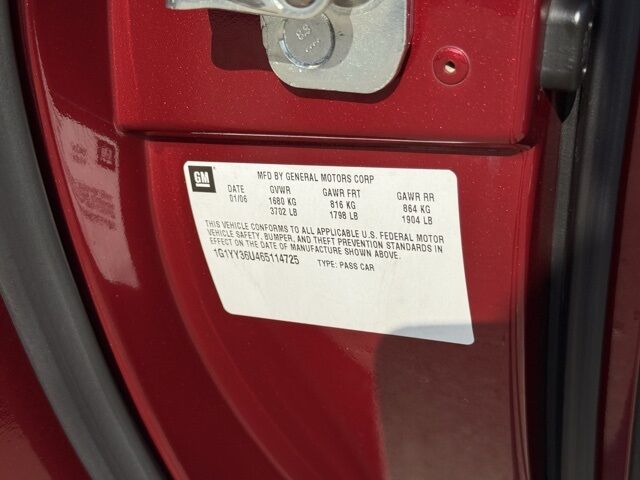 GM
MFD BY GENERAL MOTORS CORP
DATE GVWR GAWR FRT GAWR RR
01/06 1680 KG 816 KG 864 KG
3702 LB 1798 LB 1904 LB
THIS VEHICLE CONFORMS TO ALL APPLICABLE U.S. FEDERAL MOTOR
VEHICLE SAFETY, BUMPER, AND THEFT PREVENTION STANDARDS IN
EFFECT ON THE DATE OF MANUFACTURE SHOWN ABOVE.
1G1YY36U465114725 TYPE: PASS CAR